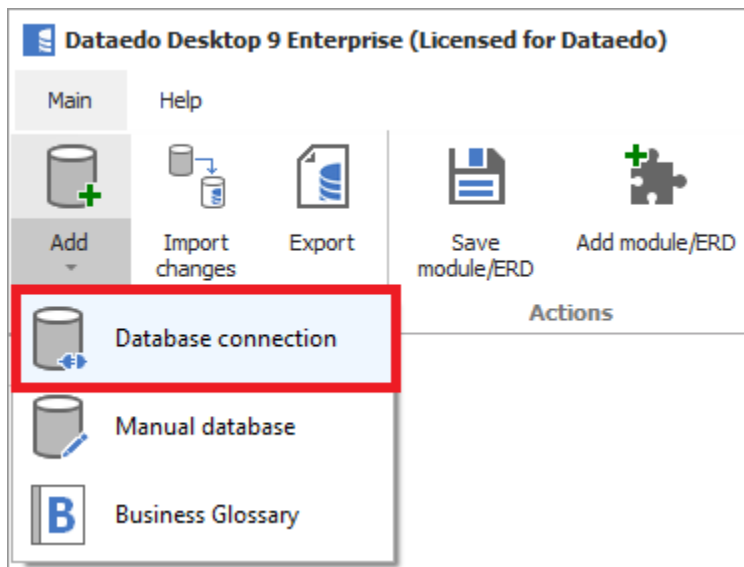 Dataedo Desktop 9 Enterprise (Licensed for Dataedo)
Main Help
Add
Import
changes
Export
Save
module/ERD
Add module/ERD
Actions
Database connection
Manual database
B
Business Glossary